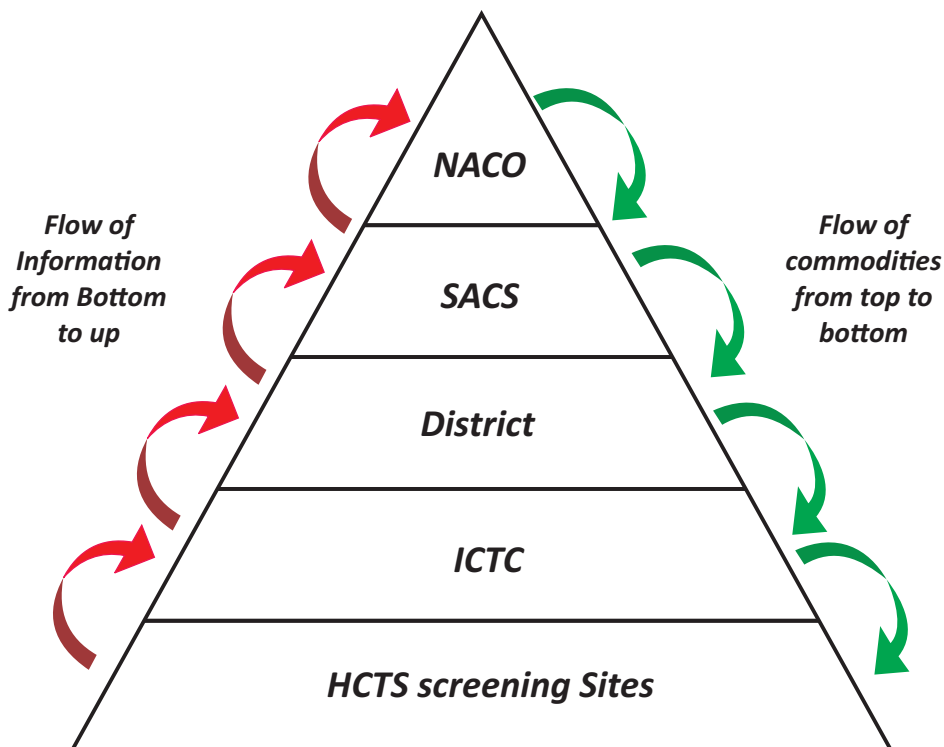 NACO
Flow of
Information
from Bottom
to up
Flow of
commodities
from top to
bottom
SACS
District
ICTC
HCTS screening Sites